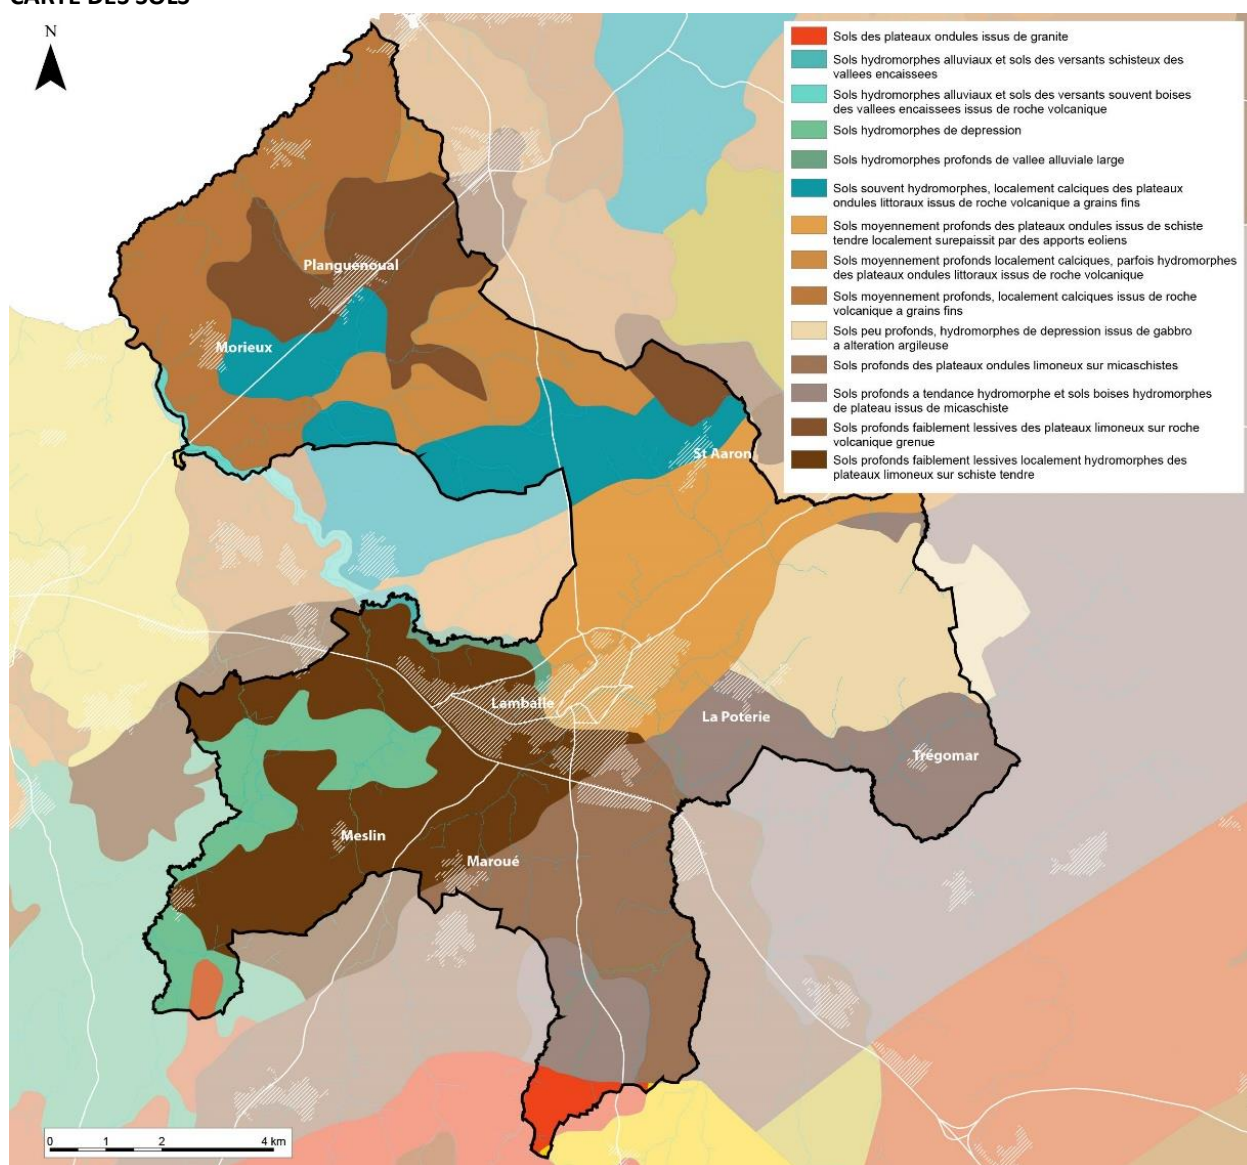 CARTE DES SOLS
N
Sols des plateaux ondules issus de granite
Sols hydromorphes alluviaux et sols des versants schisteux des
vallees encaissees
Sols hydromorphes alluviaux et sols des versants souvent boises
des vallees encaissees issus de roche volcanique
Sols hydromorphes de depression
Sols hydromorphes profonds de vallee alluviale large
Sols souvent hydromorphes, localement calciques des plateaux
ondules littoraux issus de roche volcanique a grains fins
Sols moyennement profonds des plateaux ondules issus de schiste
tendre localement surepaissit par des apports eoliens
Sols moyennement profonds localement calciques, parfois hydromorphes
des plateaux ondules littoraux issus de roche volcanique
Sols moyennement profonds, localement calciques issus de roche
volcanique a grains fins
Sols peu profonds, hydromorphes de depression issus de gabbro
a alteration argileuse
Sols profonds des plateaux ondules limoneux sur micaschistes
Sols profonds a tendance hydromorphe et sols boises hydromorphes
de plateau issus de micaschiste
Sols profonds faiblement lessives des plateaux limoneux sur roche
volcanique grenue
Sols profonds faiblement lessives localement hydromorphes des
plateaux limoneux sur schiste tendre
Planguenoual
Morieux
St Aaron
Lamballe
La Poterie
Trégomar
Meslin
Maroué
0 1 2 4 km